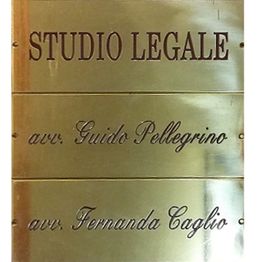 STUDIO LEGALE
avv. Guido Pellegrino
avv. Fernanda Caglio